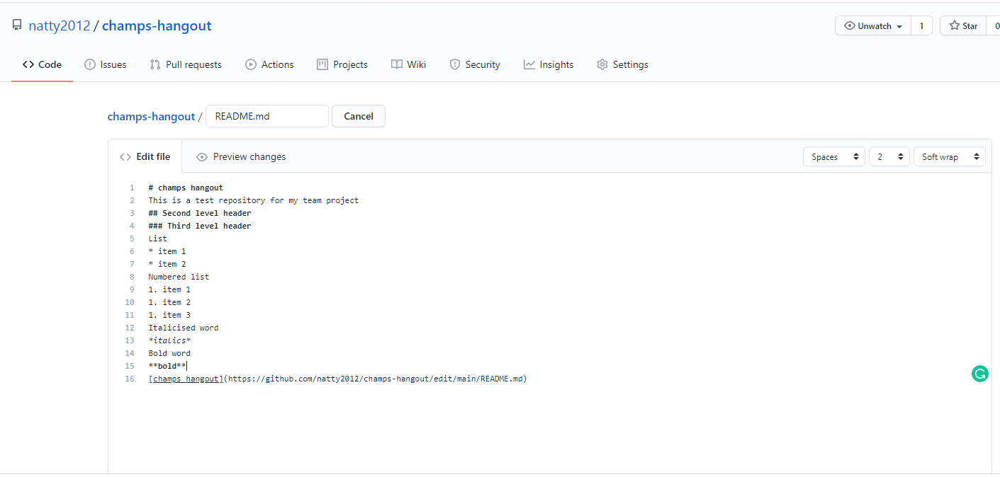 natty2012 / champs-hangout
Unwatch 1 Star 0
Code Issues Pull requests Actions Projects Wiki Security Insights Settings
champs-hangout / README.md Cancel
Edit file Preview changes Spaces 2 Soft wrap
1 # champs hangout
2 This is a test repository for my team project
3 ## Second level header
4 ### Third level header
5 List
6 * item 1
7 * item 2
8 Numbered list
9 1. item 1
10 1. item 2
11 1. item 3
12 Italicised word
13 *italics*
14 Bold word
15 **bold**
16 [champs hangout](https://github.com/natty2012/champs-hangout/edit/main/README.md)